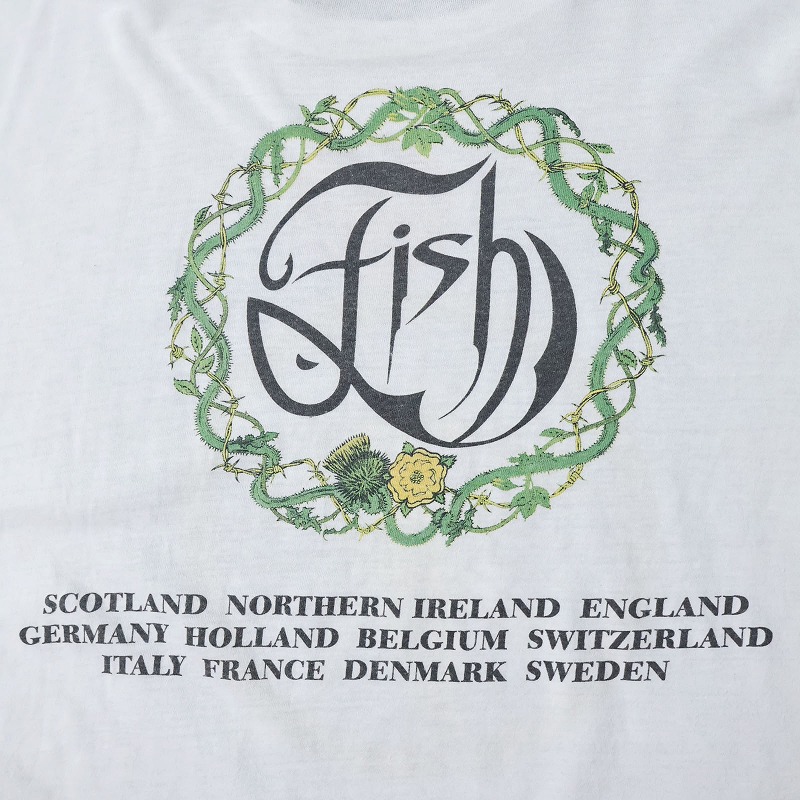 Fish
SCOTLAND NORTHERN IRELAND ENGLAND
GERMANY HOLLAND BELGIUM SWITZERLAND
ITALY FRANCE DENMARK SWEDEN